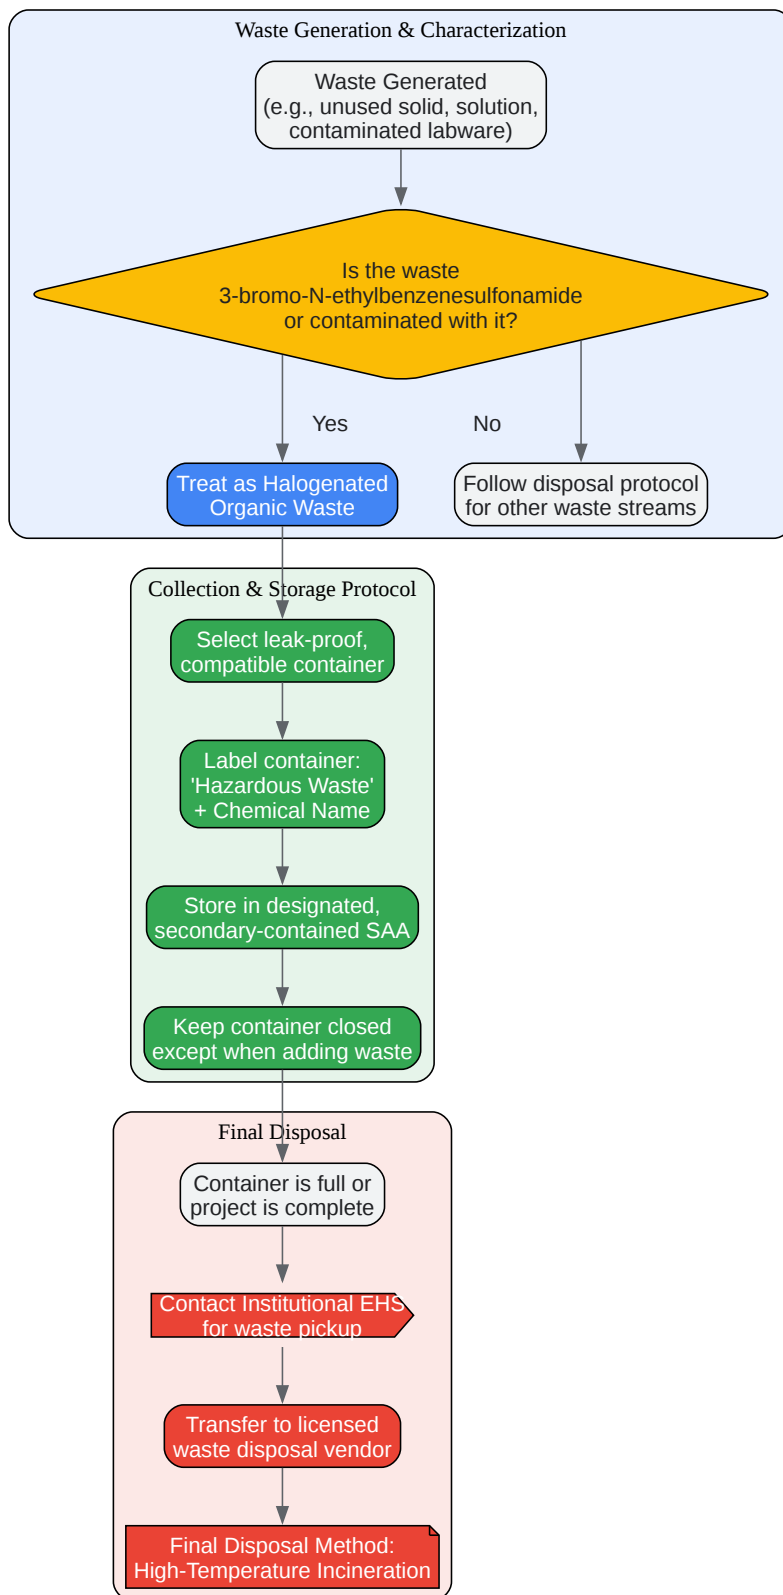 Waste Generation & Characterization
Waste Generated
(e.g., unused solid, solution,
contaminated labware)
Is the waste
3-bromo-N-ethylbenzenesulfonamide
or contaminated with it?
Yes
No
Treat as Halogenated
Organic Waste
Follow disposal protocol
for other waste streams
Collection & Storage Protocol
Select leak-proof,
compatible container
Label container:
'Hazardous Waste'
+ Chemical Name
Store in designated,
secondary-contained SAA
Keep container closed
except when adding waste
Final Disposal
Container is full or
project is complete
Contact Institutional EHS
for waste pickup
Transfer to licensed
waste disposal vendor
Final Disposal Method:
High-Temperature Incineration